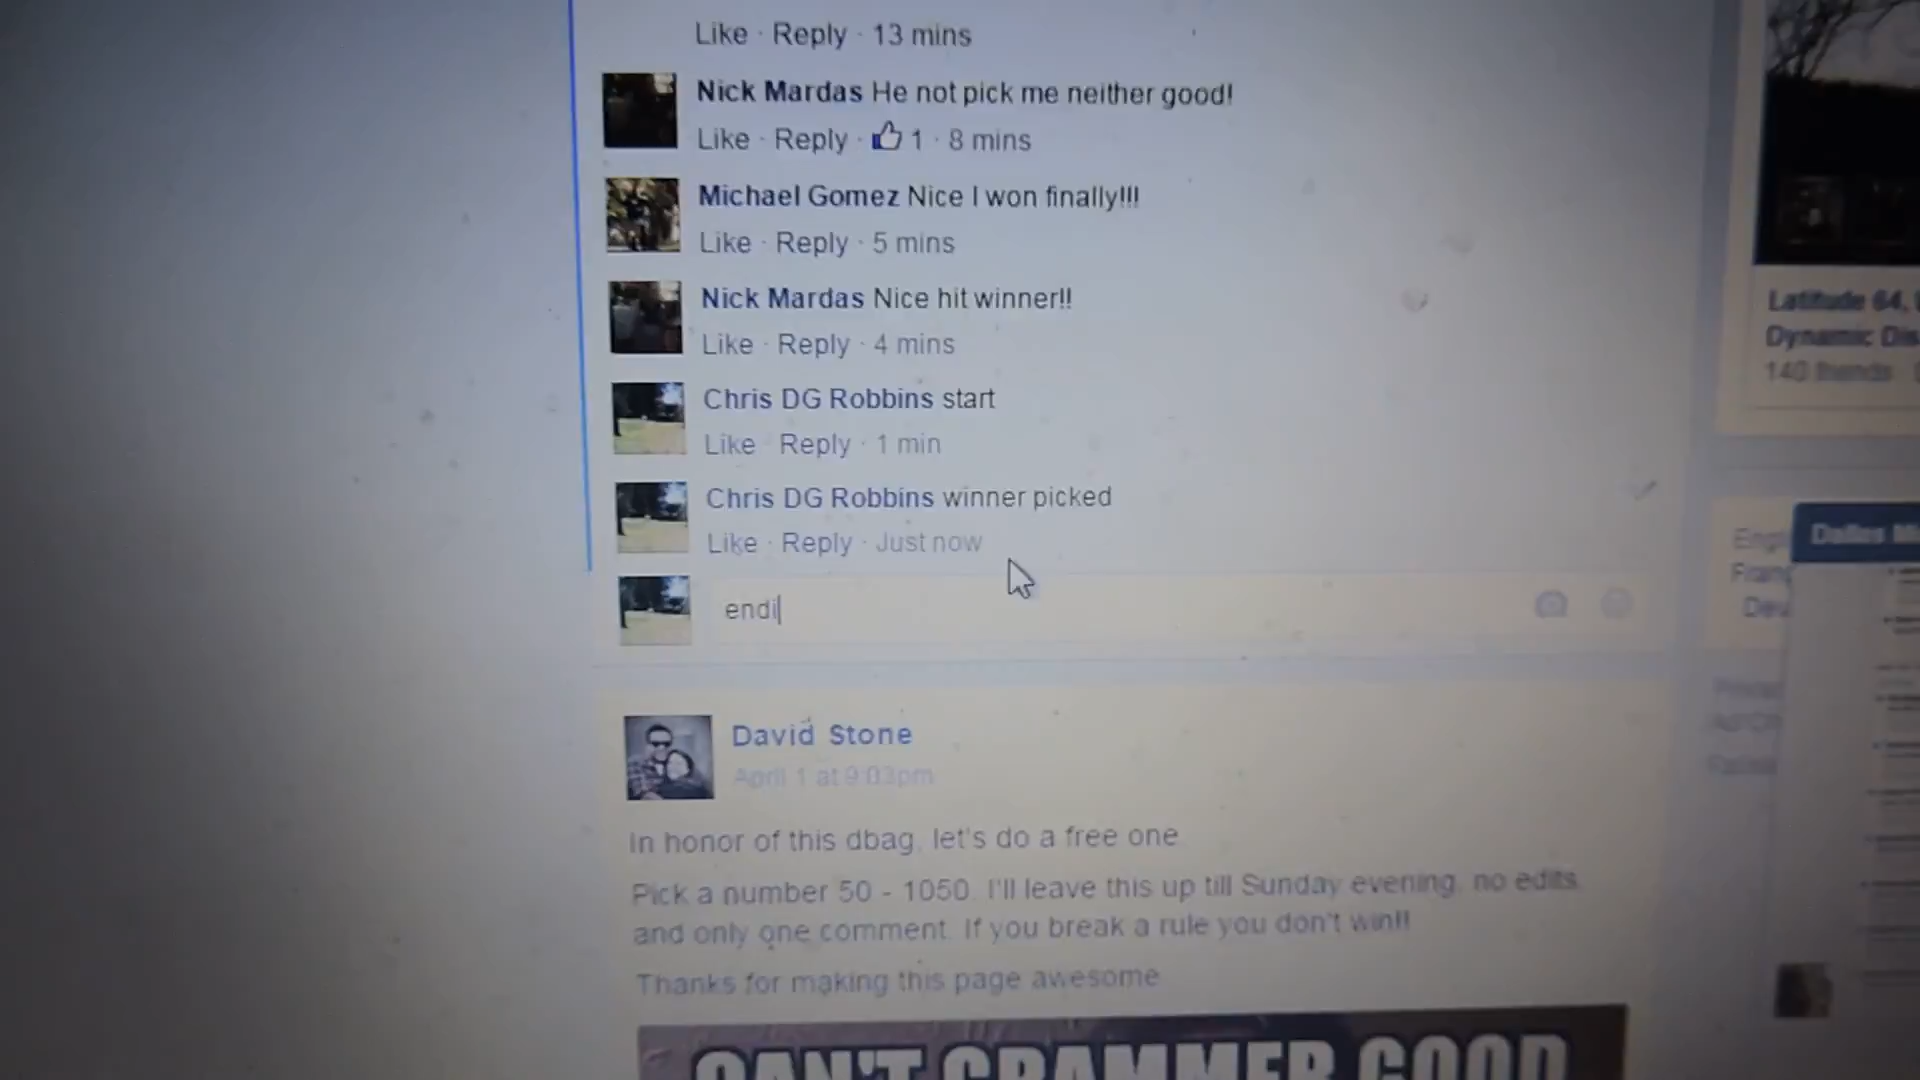 Like · Reply · 13 mins
Nick Mardas He not pick me neither good!
Like · Reply · 1 · 8 mins
Michael Gomez Nice I won finally!!!
Like · Reply · 5 mins
Nick Mardas Nice hit winner!!
Like · Reply · 4 mins
Chris DG Robbins start
Like · Reply · 1 min
Chris DG Robbins winner picked
Like · Reply · Just now
endi
David Stone
April 1 at 9:03pm
In honor of this dbag, let's do a free one
Pick a number 50 - 1050. I'll leave this up till Sunday evening, no edits,
and only one comment. If you break a rule you don't win!!
Thanks for making this page awesome
CAN'T GRAMMER GOOD
Latitude 64,
Dynamic Dis
140 friends
Dallas